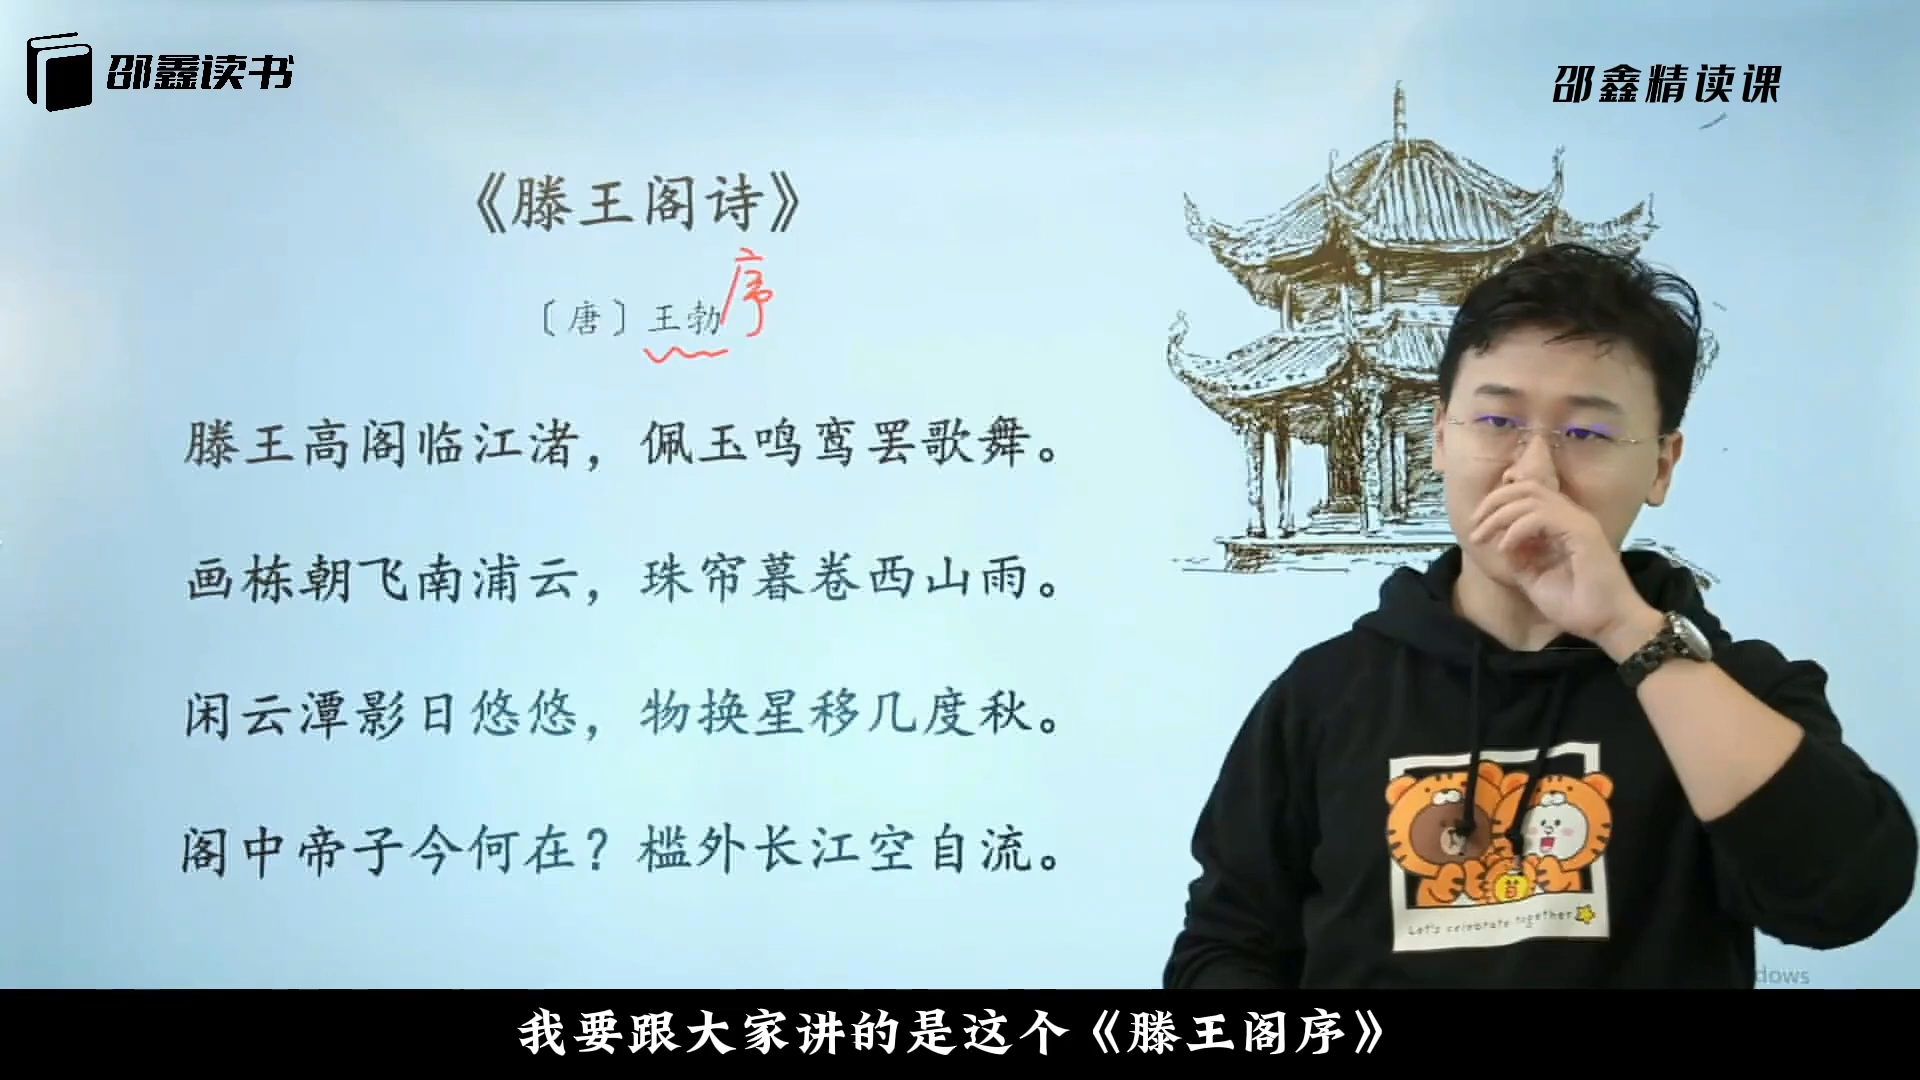 邵鑫读书
邵鑫精读课
《滕王阁诗》
序
〔唐〕王勃
滕王高阁临江渚，佩玉鸣鸾罢歌舞。
画栋朝飞南浦云，珠帘暮卷西山雨。
闲云潭影日悠悠，物换星移几度秋。
阁中帝子今何在？槛外长江空自流。
Let's celebrate together
dows
我要跟大家讲的是这个《滕王阁序》